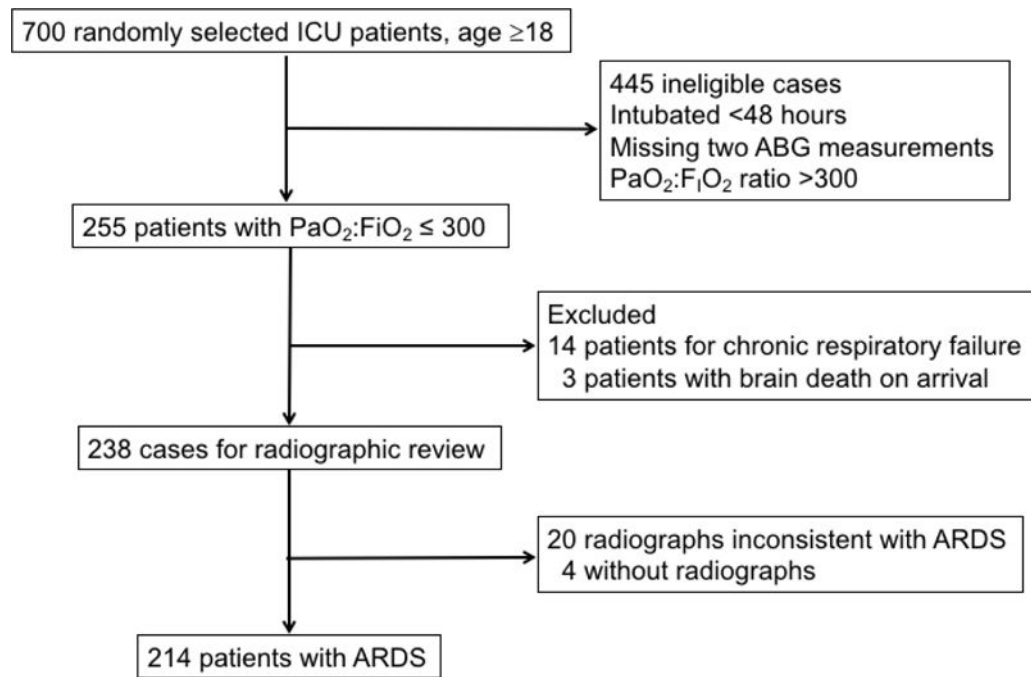 700 randomly selected ICU patients, age ≥18
445 ineligible cases
Intubated <48 hours
Missing two ABG measurements
PaO₂:FIO₂ ratio >300
255 patients with PaO₂:FiO₂ ≤ 300
Excluded
14 patients for chronic respiratory failure
3 patients with brain death on arrival
238 cases for radiographic review
20 radiographs inconsistent with ARDS
4 without radiographs
214 patients with ARDS